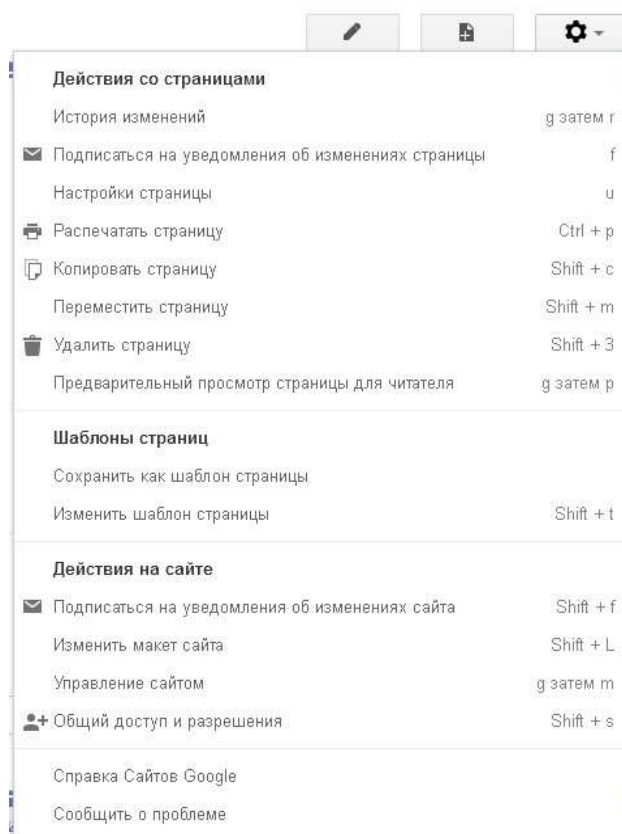 Действия со страницами
История изменений g затем r
Подписаться на уведомления об изменениях страницы f
Настройки страницы u
Распечатать страницу Ctrl + p
Копировать страницу Shift + c
Переместить страницу Shift + m
Удалить страницу Shift + 3
Предварительный просмотр страницы для читателя g затем p
Шаблоны страниц
Сохранить как шаблон страницы
Изменить шаблон страницы Shift + t
Действия на сайте
Подписаться на уведомления об изменениях сайта Shift + f
Изменить макет сайта Shift + L
Управление сайтом g затем m
Общий доступ и разрешения Shift + s
Справка Сайтов Google
Сообщить о проблеме